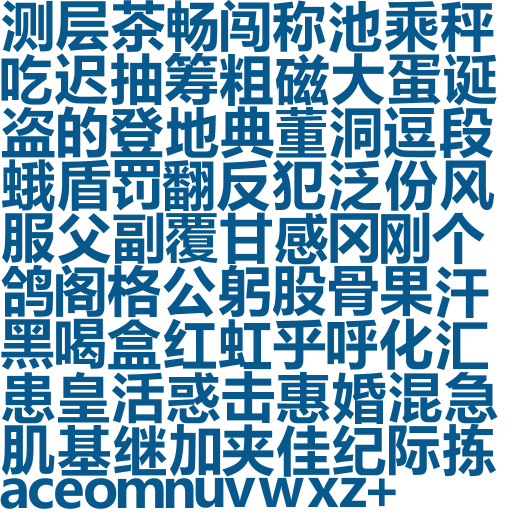 测层茶畅闯称池乘秤
吃迟抽筹粗磁大蛋诞
盗的登地典董洞逗段
蛾盾罚翻反犯泛份风
服父副覆甘感冈刚个
鸽阁格公躬股骨果汗
黑喝盒红虹乎呼化汇
患皇活惑击惠婚混急
肌基继加夹佳纪际拣
aceomnuvwxz+